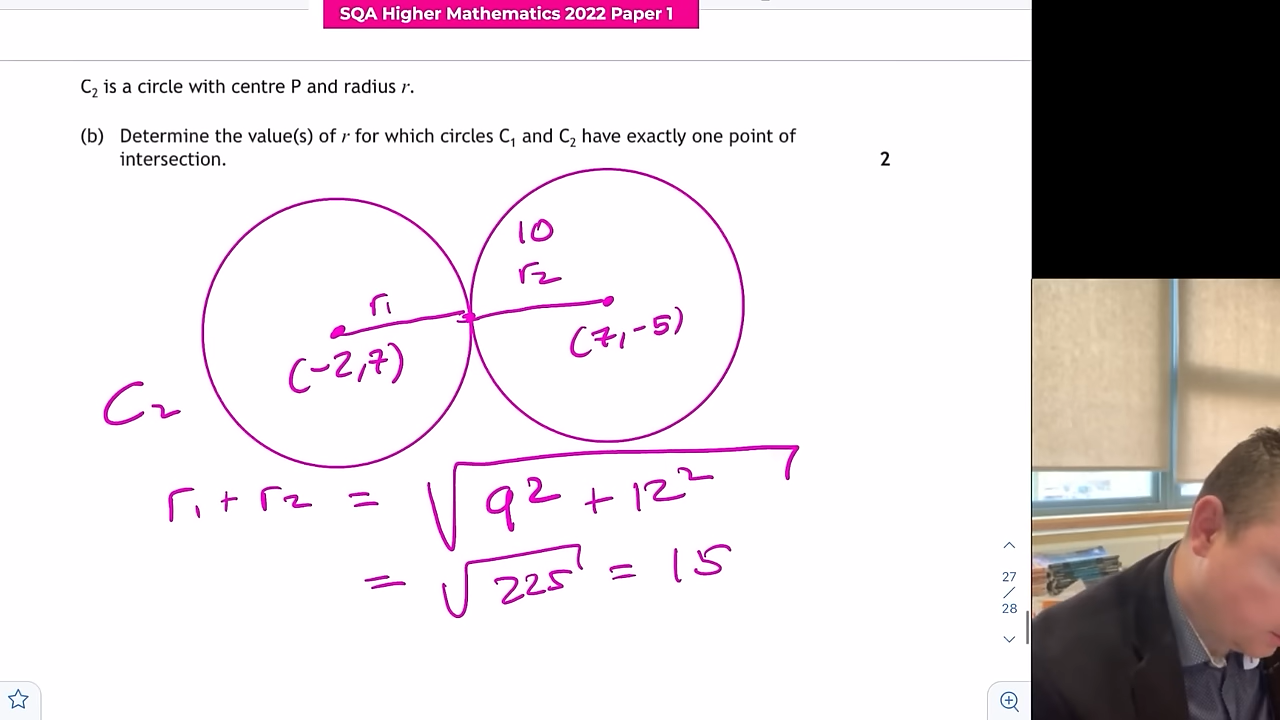 SQA Higher Mathematics 2022 Paper 1
C₂ is a circle with centre P and radius r.
(b) Determine the value(s) of r for which circles C₁ and C₂ have exactly one point of
intersection.
2
10
r₂
r₁
(7,-5)
(-2,7)
C₂
r₁ + r₂ = √(9² + 12²)
= √225 = 15
27
/
28